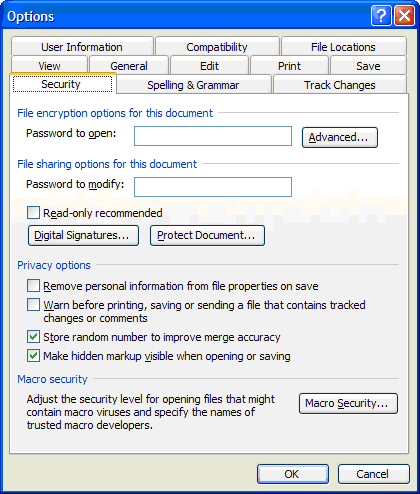 Options
User Information Compatibility File Locations
View General Edit Print Save
Security Spelling & Grammar Track Changes
File encryption options for this document
Password to open: Advanced...
File sharing options for this document
Password to modify:
Read-only recommended
Digital Signatures... Protect Document...
Privacy options
Remove personal information from file properties on save
Warn before printing, saving or sending a file that contains tracked
changes or comments
Store random number to improve merge accuracy
Make hidden markup visible when opening or saving
Macro security
Adjust the security level for opening files that might
contain macro viruses and specify the names of
trusted macro developers.
Macro Security...
OK Cancel